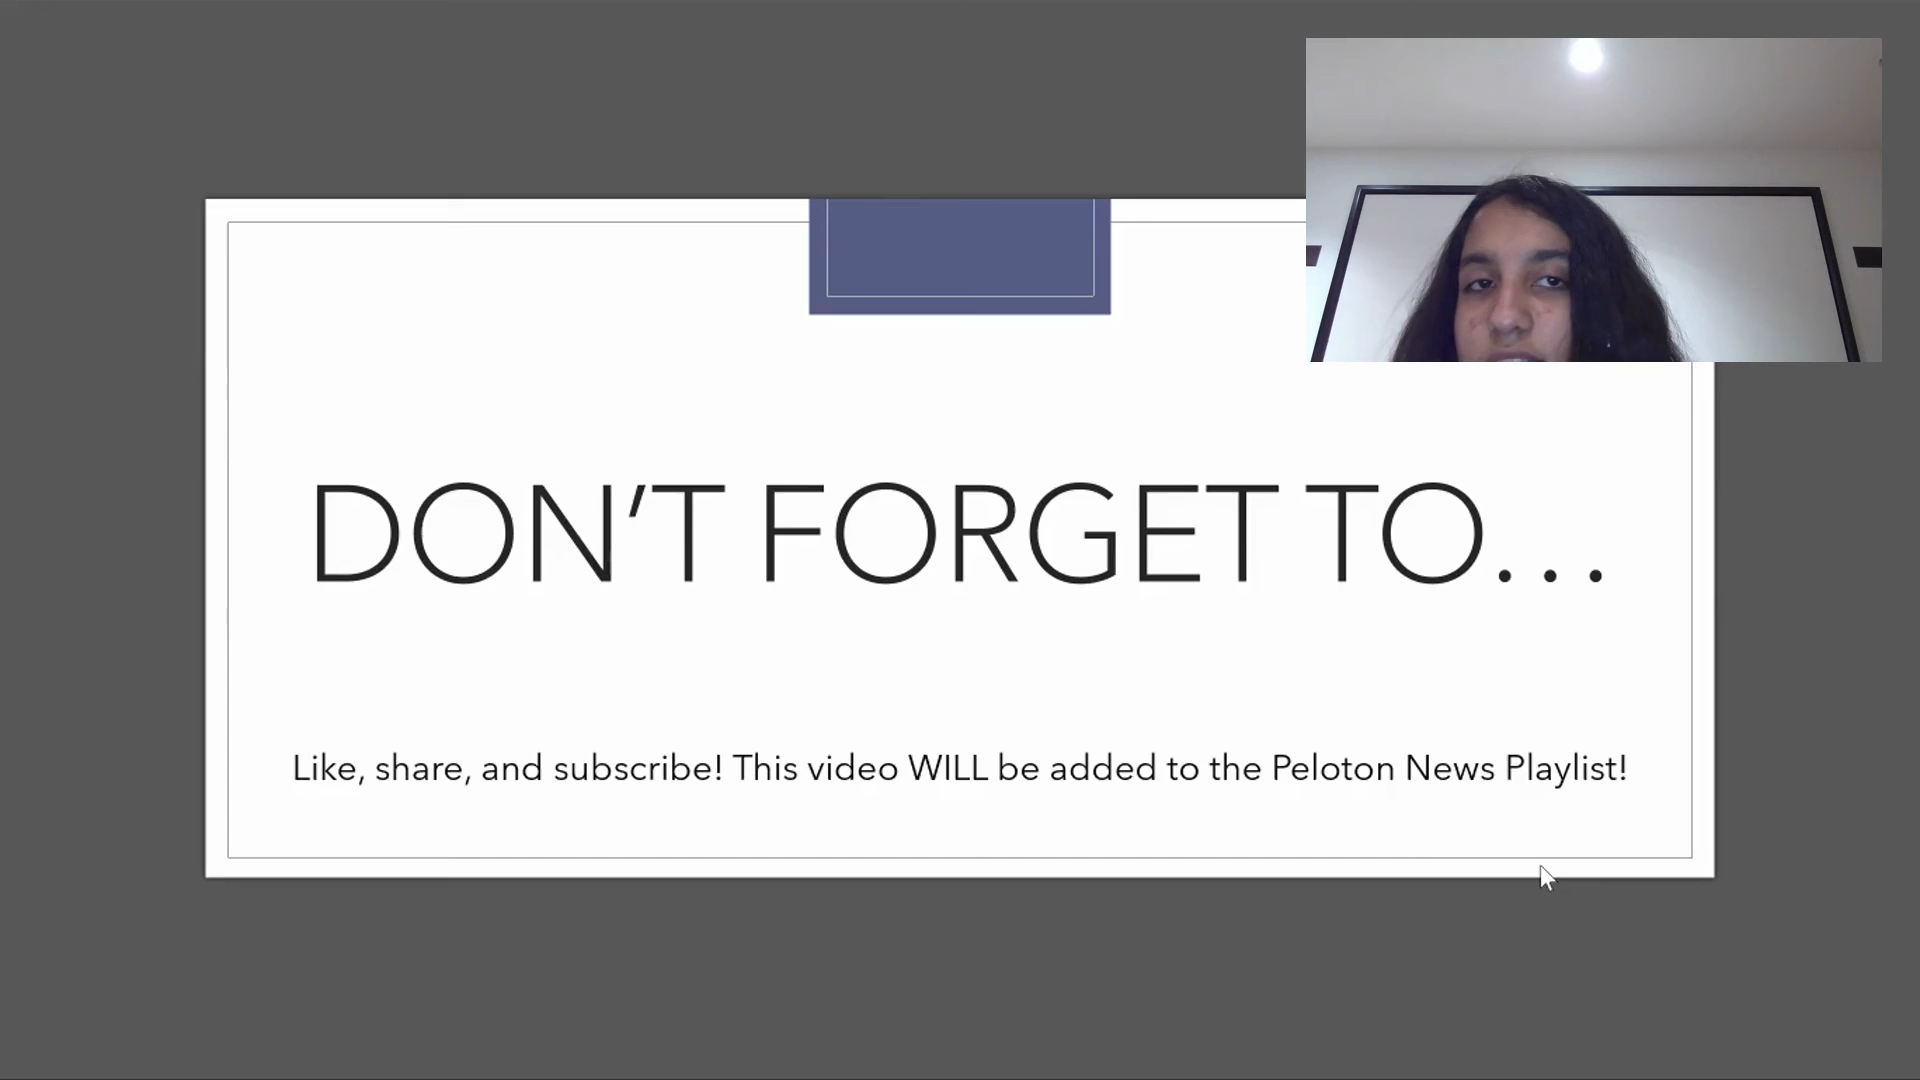 DON’T FORGET TO...
Like, share, and subscribe! This video WILL be added to the Peloton News Playlist!